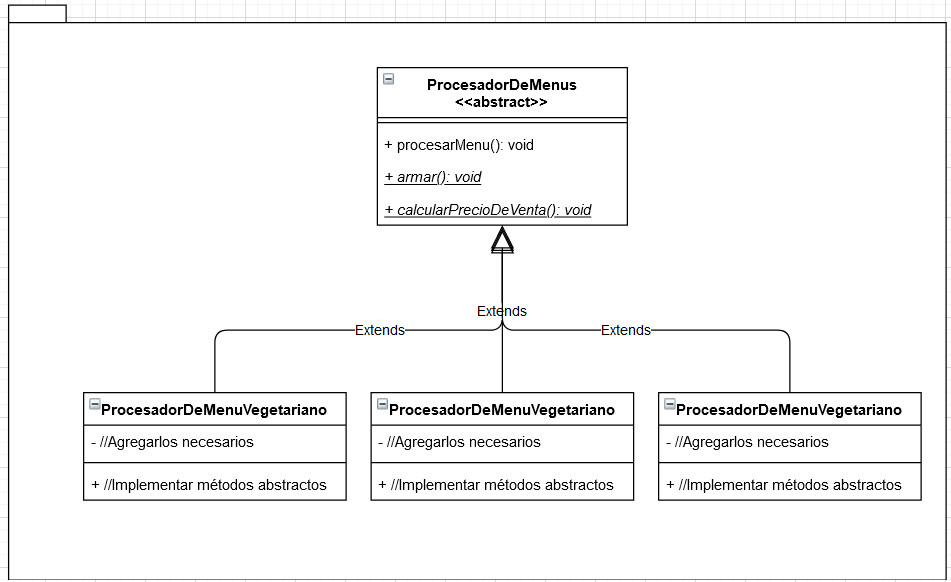 ProcesadorDeMenus
<<abstract>>
+ procesarMenu(): void
+ armar(): void
+ calcularPrecioDeVenta(): void
Extends
Extends
Extends
ProcesadorDeMenuVegetariano
- //Agregarlos necesarios
+ //Implementar métodos abstractos
ProcesadorDeMenuVegetariano
- //Agregarlos necesarios
+ //Implementar métodos abstractos
ProcesadorDeMenuVegetariano
- //Agregarlos necesarios
+ //Implementar métodos abstractos